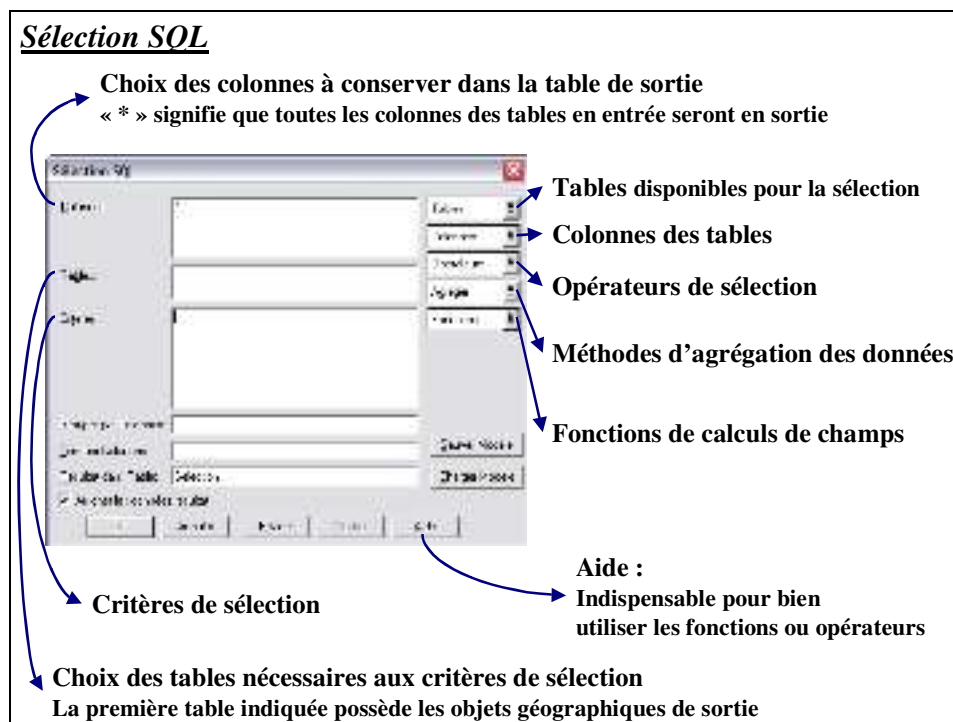 Sélection SQL
Choix des colonnes à conserver dans la table de sortie
« * » signifie que toutes les colonnes des tables en entrée seront en sortie
Sélection SQL
Tables disponibles pour la sélection
Colonnes des tables
Opérateurs de sélection
Méthodes d'agrégation des données
Fonctions de calculs de champs
Aide :
Indispensable pour bien
utiliser les fonctions ou opérateurs
Critères de sélection
Choix des tables nécessaires aux critères de sélection
La première table indiquée possède les objets géographiques de sortie